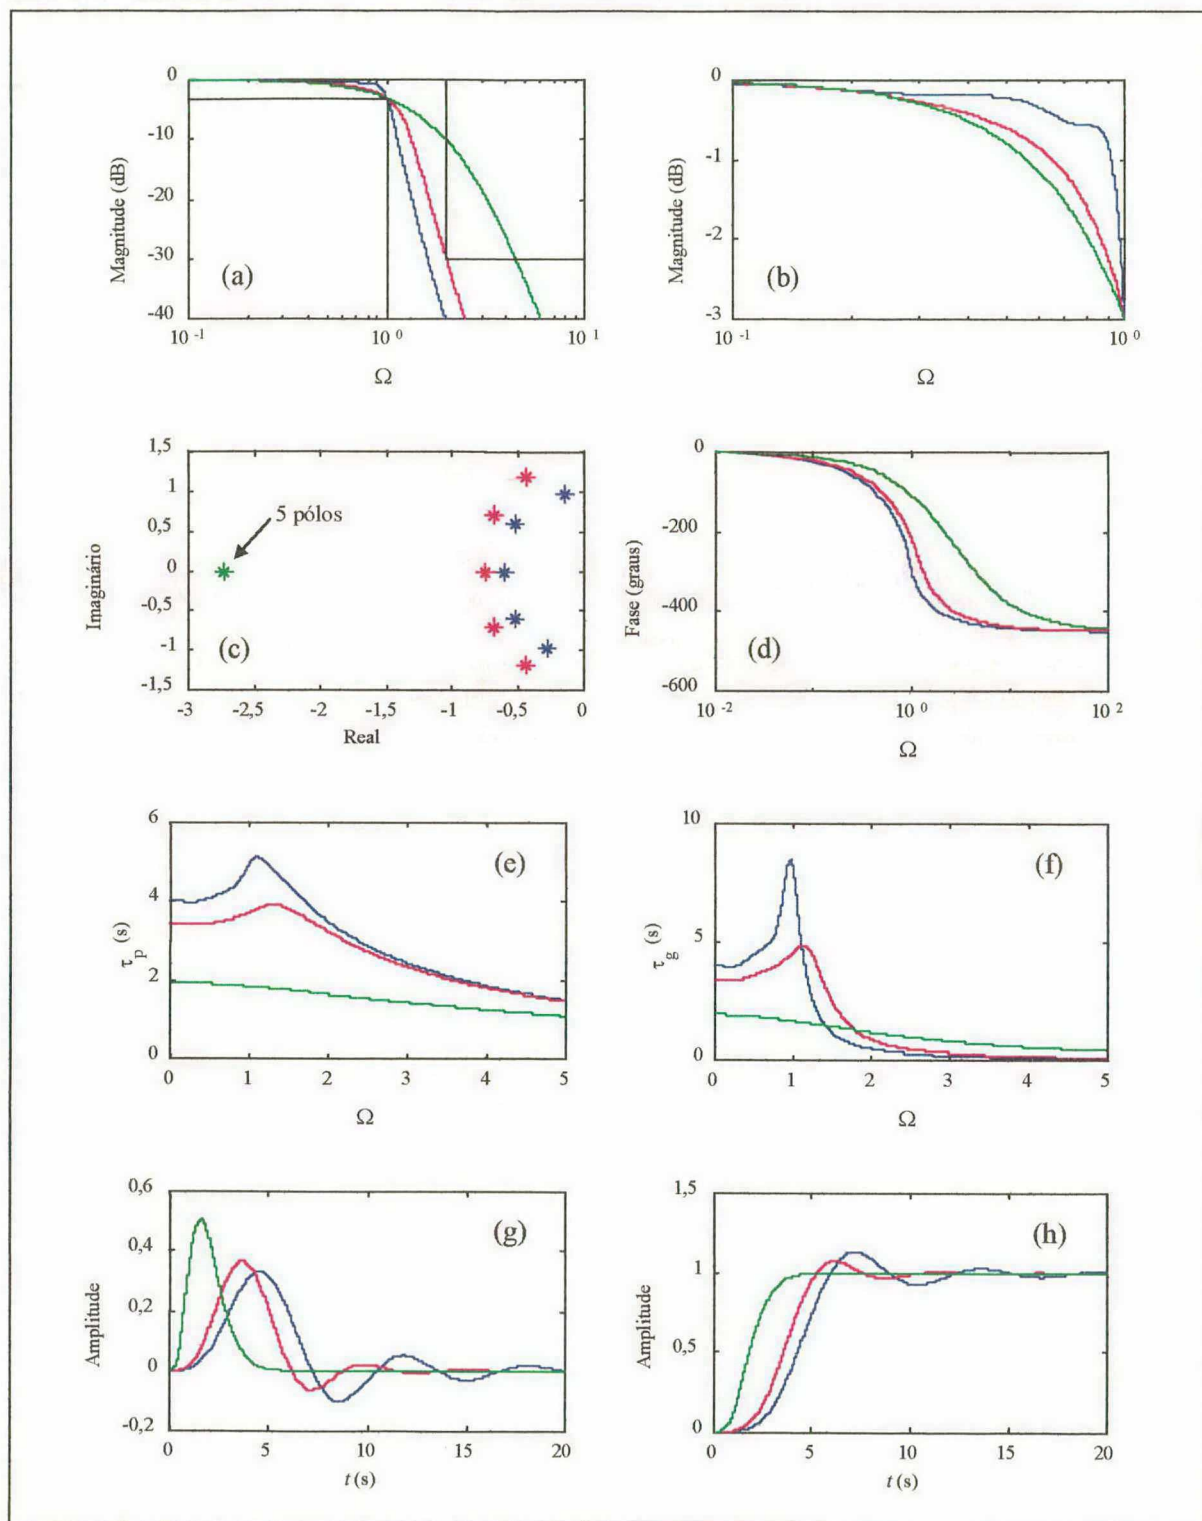 0
-10
-20
-30
-40
Magnitude (dB)
(a)
10 -1
10 0
10 1
Ω
0
-1
-2
-3
Magnitude (dB)
(b)
10 -1
10 0
Ω
1,5
1
0,5
0
-0,5
-1
-1,5
Imaginário
5 pólos
(c)
-3
-2,5
-2
-1,5
-1
-0,5
0
Real
0
-200
-400
-600
Fase (graus)
(d)
10 -2
10 0
10 2
Ω
6
4
2
0
τp (s)
(e)
0
1
2
3
4
5
Ω
10
5
0
τg (s)
(f)
0
1
2
3
4
5
Ω
0,6
0,4
0,2
0
-0,2
Amplitude
(g)
0
5
10
15
20
t (s)
1,5
1
0,5
0
Amplitude
(h)
0
5
10
15
20
t (s)